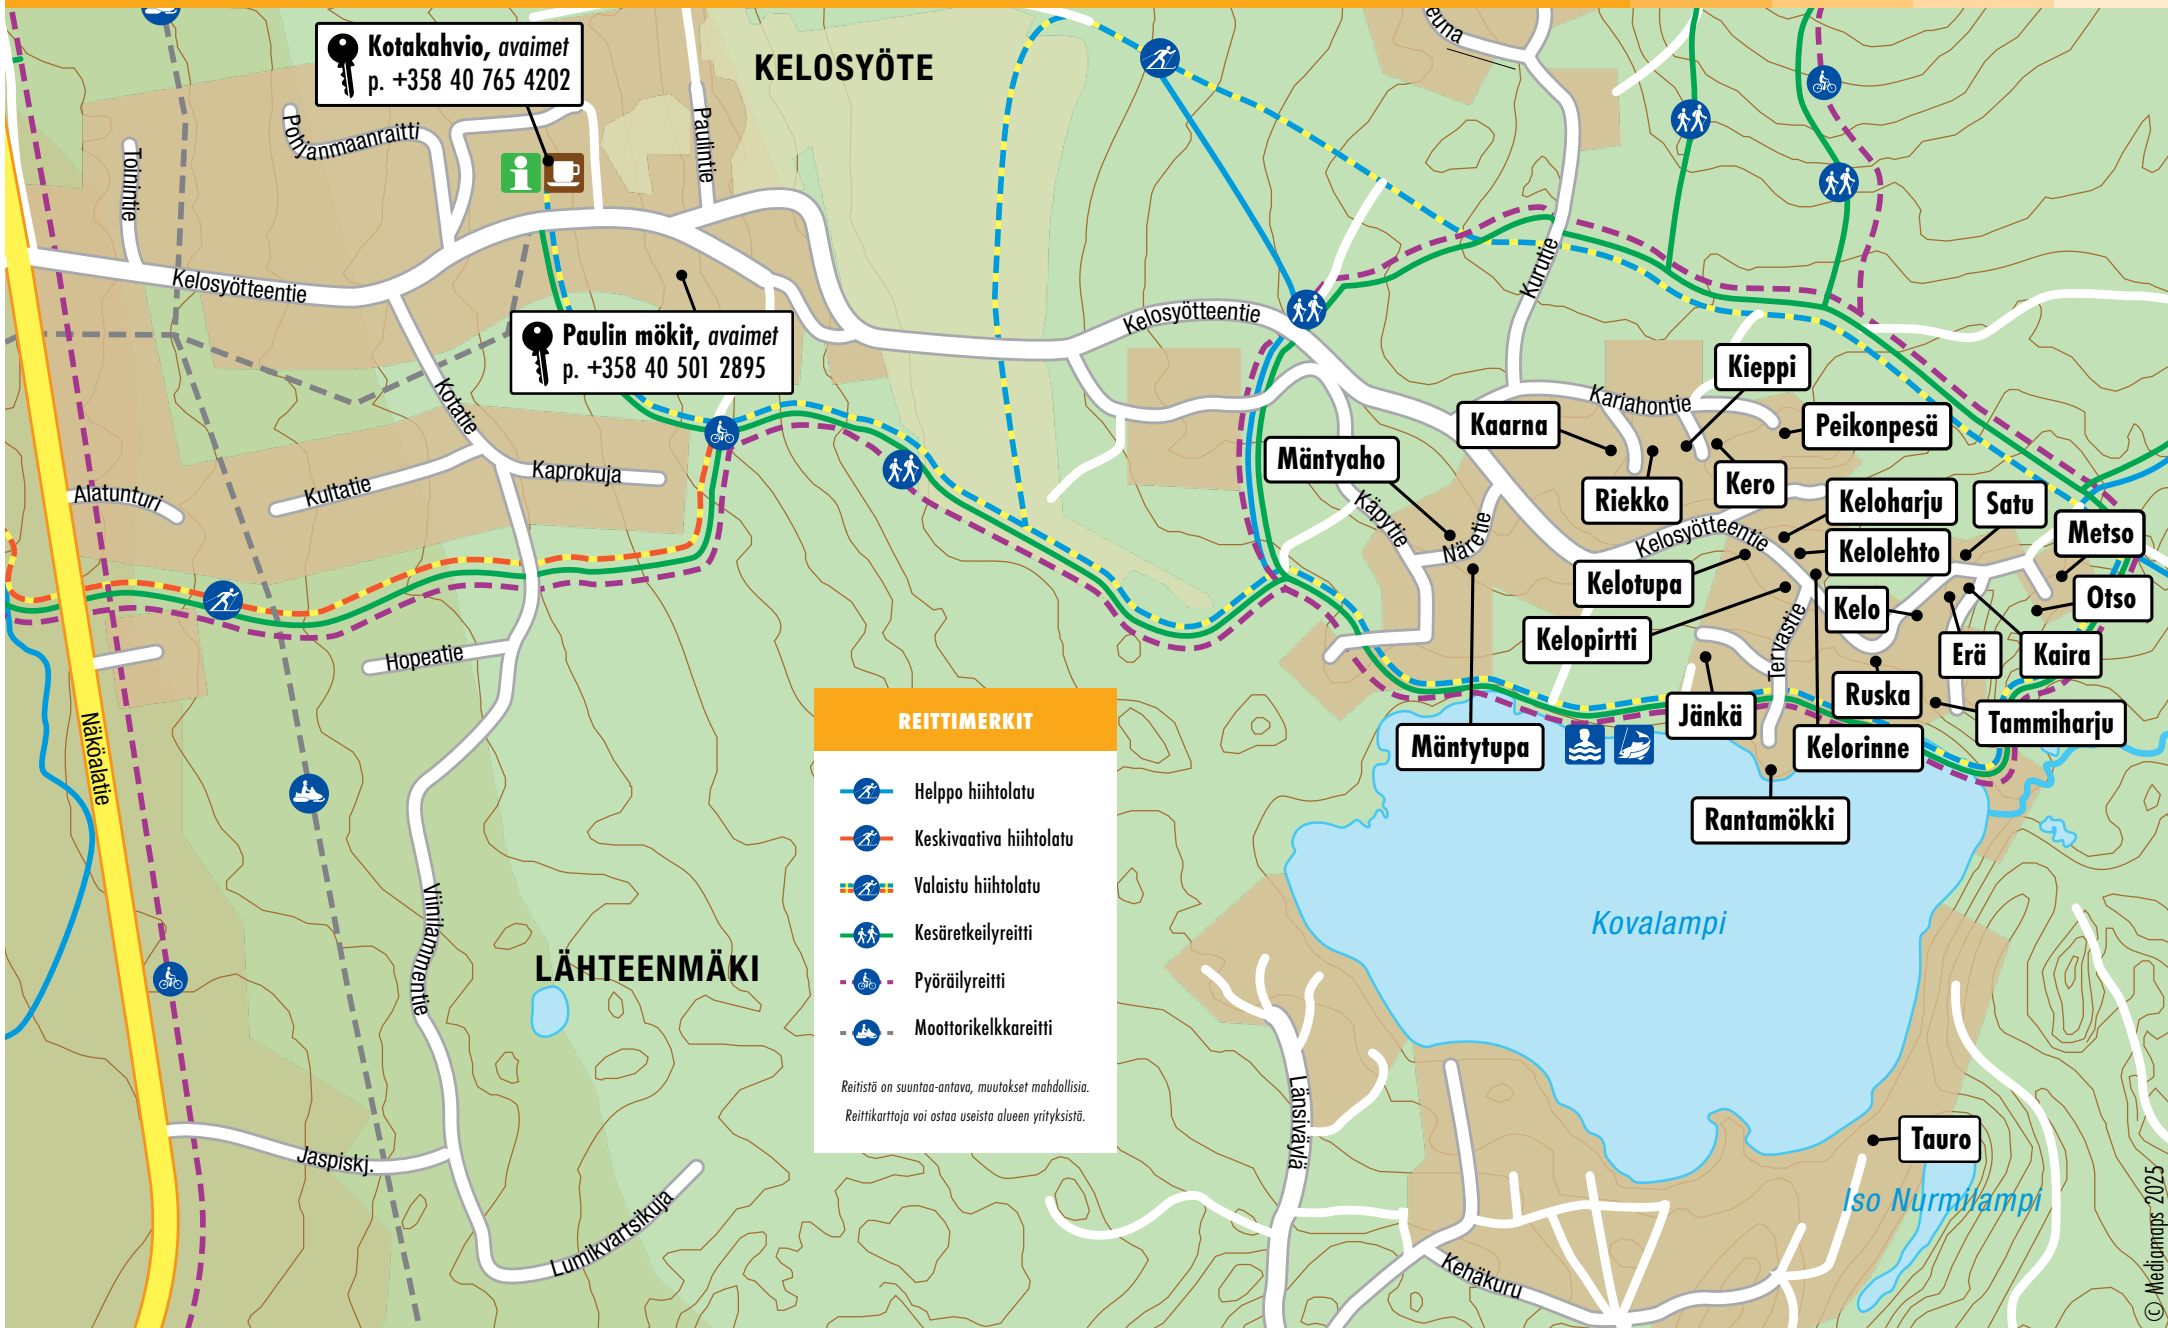 Kotakahvio, avaimet
p. +358 40 765 4202
KELOSYÖTE
Pohjanmaanraitti
Toinintie
Paulintie
Kelosyötteentie
Paulin mökit, avaimet
p. +358 40 501 2895
Kotatie
Kultatie
Kaprokuja
Alatunturi
Hopeatie
Näköalatie
Viinilammentie
LÄHTEENMÄKI
Jaspiskj.
Lumikvartsikuja
euna
Kurutie
Kelosyötteentie
Kariahontie
Kieppi
Kaarna
Peikonpesä
Mäntyaho
Riekko
Kero
Keloharju
Satu
Käpytie
Näretie
Kelosyötteentie
Metso
Kelolehto
Kelotupa
Otso
Kelo
Kelopirtti
Tervastie
Erä
Kaira
Ruska
Jänkä
Tammiharju
Mäntytupa
Kelorinne
Rantamökki
Kovalampi
REITTIMERKIT
Helppo hiihtolatu
Keskivaativa hiihtolatu
Valaistu hiihtolatu
Kesäretkeilyreitti
Pyöräilyreitti
Moottorikelkkareitti
Reitistö on suuntaa-antava, muutokset mahdollisia.
Reittikarttoja voi ostaa useista alueen yrityksistä.
Länsiväylä
Tauro
Iso Nurmilampi
Kehäkuru
© Mediamaps 2025